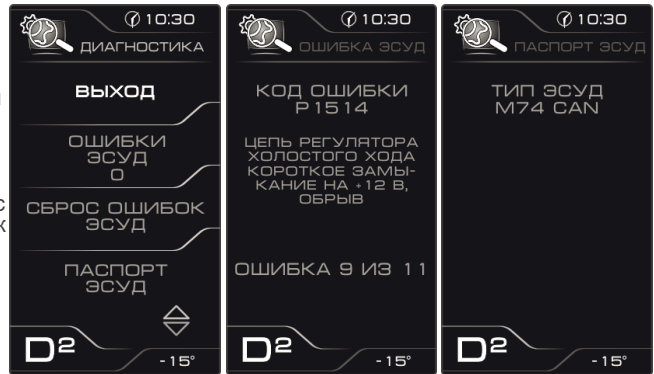 10:30
ДИАГНОСТИКА
ВЫХОД
ОШИБКИ
ЭСУД
0
СБРОС ОШИБОК
ЭСУД
ПАСПОРТ
ЭСУД
D²
-15°
10:30
ОШИБКА ЭСУД
КОД ОШИБКИ
P1514
ЦЕПЬ РЕГУЛЯТОРА
ХОЛОСТОГО ХОДА
КОРОТКОЕ ЗАМЫ-
КАНИЕ НА +12 В,
ОБРЫВ
ОШИБКА 9 ИЗ 11
D²
-15°
10:30
ПАСПОРТ ЭСУД
ТИП ЭСУД
M74 CAN
D²
-15°